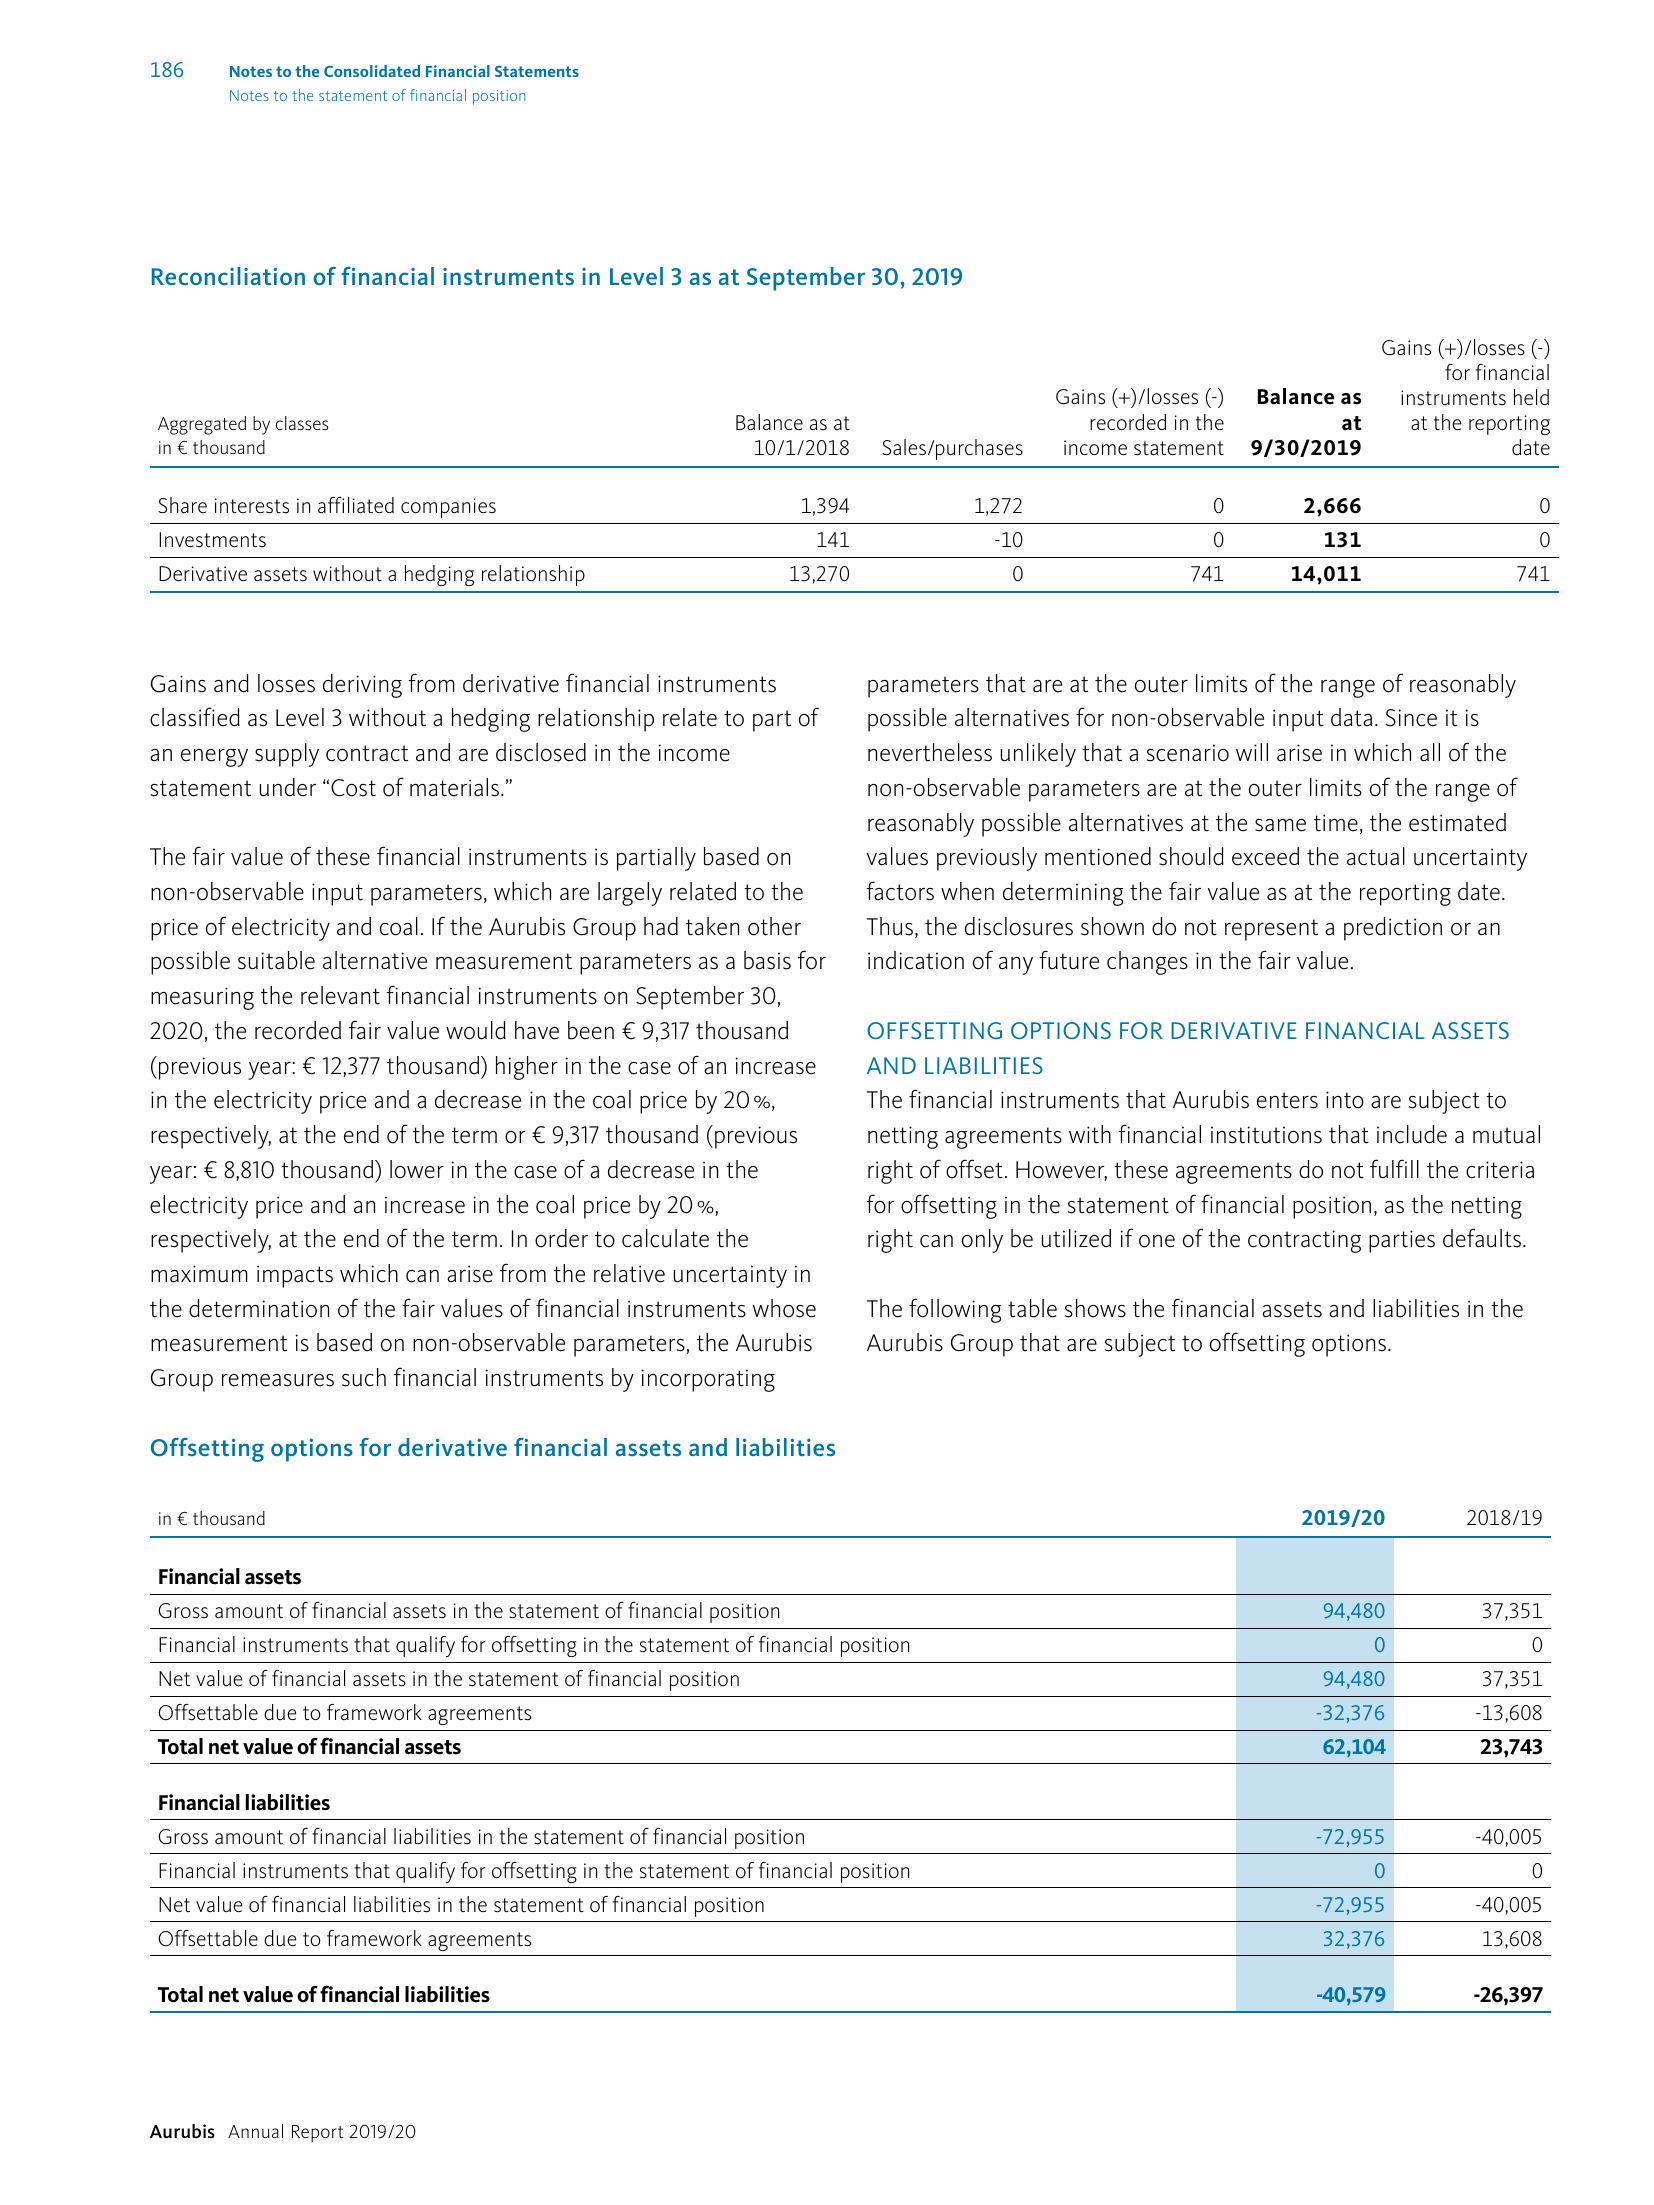 186 Notes to the Consolidated Financial Statements
Notes to the statement of financial position
Reconciliation of financial instruments in Level 3 as at September 30, 2019
Aggregated by classes
in € thousand
Balance as at
10/1/2018
Sales/purchases
Gains (+)/losses (-)
recorded in the
income statement
Balance as
at
9/30/2019
Gains (+)/losses (-)
for financial
instruments held
at the reporting
date
Share interests in affiliated companies 1,394 1,272 0 2,666 0
Investments 141 -10 0 131 0
Derivative assets without a hedging relationship 13,270 0 741 14,011 741
Gains and losses deriving from derivative financial instruments
classified as Level 3 without a hedging relationship relate to part of
an energy supply contract and are disclosed in the income
statement under “Cost of materials.”
The fair value of these financial instruments is partially based on
non-observable input parameters, which are largely related to the
price of electricity and coal. If the Aurubis Group had taken other
possible suitable alternative measurement parameters as a basis for
measuring the relevant financial instruments on September 30,
2020, the recorded fair value would have been € 9,317 thousand
(previous year: € 12,377 thousand) higher in the case of an increase
in the electricity price and a decrease in the coal price by 20 %,
respectively, at the end of the term or € 9,317 thousand (previous
year: € 8,810 thousand) lower in the case of a decrease in the
electricity price and an increase in the coal price by 20 %,
respectively, at the end of the term. In order to calculate the
maximum impacts which can arise from the relative uncertainty in
the determination of the fair values of financial instruments whose
measurement is based on non-observable parameters, the Aurubis
Group remeasures such financial instruments by incorporating
parameters that are at the outer limits of the range of reasonably
possible alternatives for non-observable input data. Since it is
nevertheless unlikely that a scenario will arise in which all of the
non-observable parameters are at the outer limits of the range of
reasonably possible alternatives at the same time, the estimated
values previously mentioned should exceed the actual uncertainty
factors when determining the fair value as at the reporting date.
Thus, the disclosures shown do not represent a prediction or an
indication of any future changes in the fair value.
OFFSETTING OPTIONS FOR DERIVATIVE FINANCIAL ASSETS
AND LIABILITIES
The financial instruments that Aurubis enters into are subject to
netting agreements with financial institutions that include a mutual
right of offset. However, these agreements do not fulfill the criteria
for offsetting in the statement of financial position, as the netting
right can only be utilized if one of the contracting parties defaults.
The following table shows the financial assets and liabilities in the
Aurubis Group that are subject to offsetting options.
Offsetting options for derivative financial assets and liabilities
in € thousand 2019/20 2018/19
Financial assets
Gross amount of financial assets in the statement of financial position 94,480 37,351
Financial instruments that qualify for offsetting in the statement of financial position 0 0
Net value of financial assets in the statement of financial position 94,480 37,351
Offsettable due to framework agreements -32,376 -13,608
Total net value of financial assets 62,104 23,743
Financial liabilities
Gross amount of financial liabilities in the statement of financial position -72,955 -40,005
Financial instruments that qualify for offsetting in the statement of financial position 0 0
Net value of financial liabilities in the statement of financial position -72,955 -40,005
Offsettable due to framework agreements 32,376 13,608
Total net value of financial liabilities -40,579 -26,397
Aurubis Annual Report 2019/20